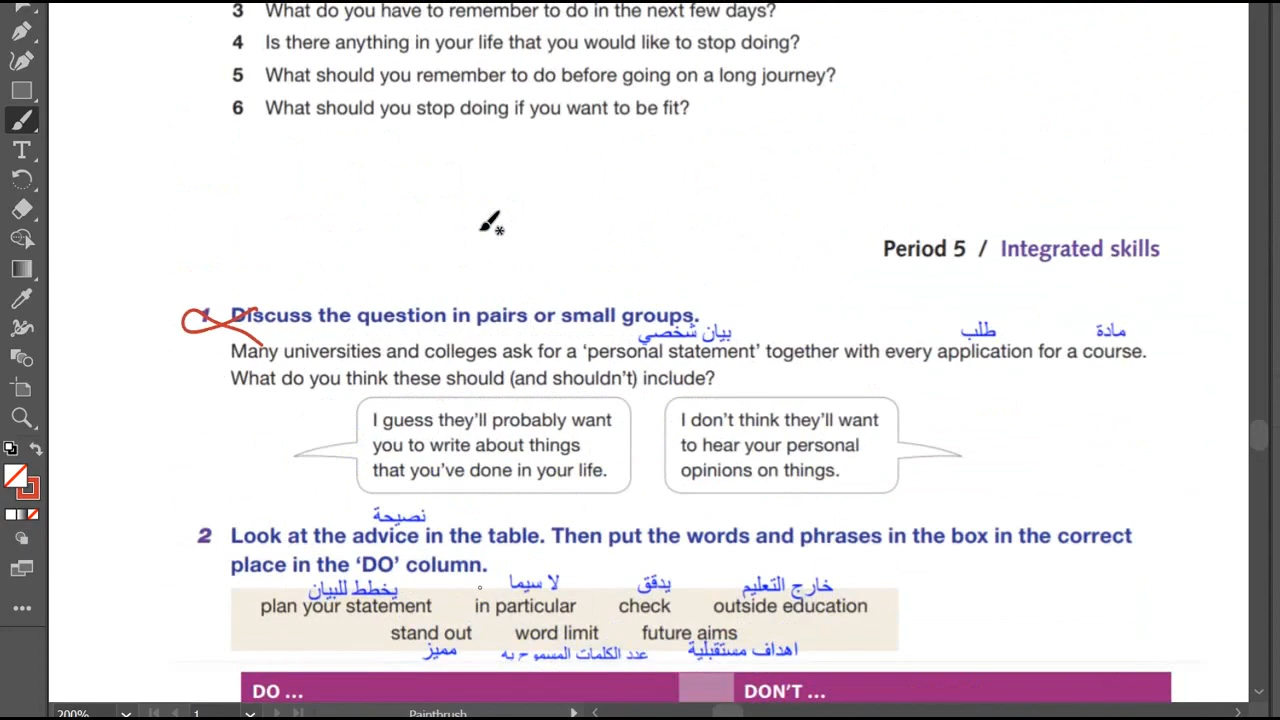 3 What do you have to remember to do in the next few days?
4 Is there anything in your life that you would like to stop doing?
5 What should you remember to do before going on a long journey?
6 What should you stop doing if you want to be fit?
Period 5 / Integrated skills
1 Discuss the question in pairs or small groups.
بيان شخصي طلب مادة
Many universities and colleges ask for a ‘personal statement’ together with every application for a course.
What do you think these should (and shouldn’t) include?
I guess they’ll probably want
you to write about things
that you’ve done in your life.
I don’t think they’ll want
to hear your personal
opinions on things.
نصيحة
2 Look at the advice in the table. Then put the words and phrases in the box in the correct
place in the ‘DO’ column.
يخطط للبيان لا سيما يدقق خارج التعليم
plan your statement in particular check outside education
stand out word limit future aims
مميز عدد الكلمات المسموح به اهداف مستقبلية
DO ... DON’T ...
200% 1 Paintbrush